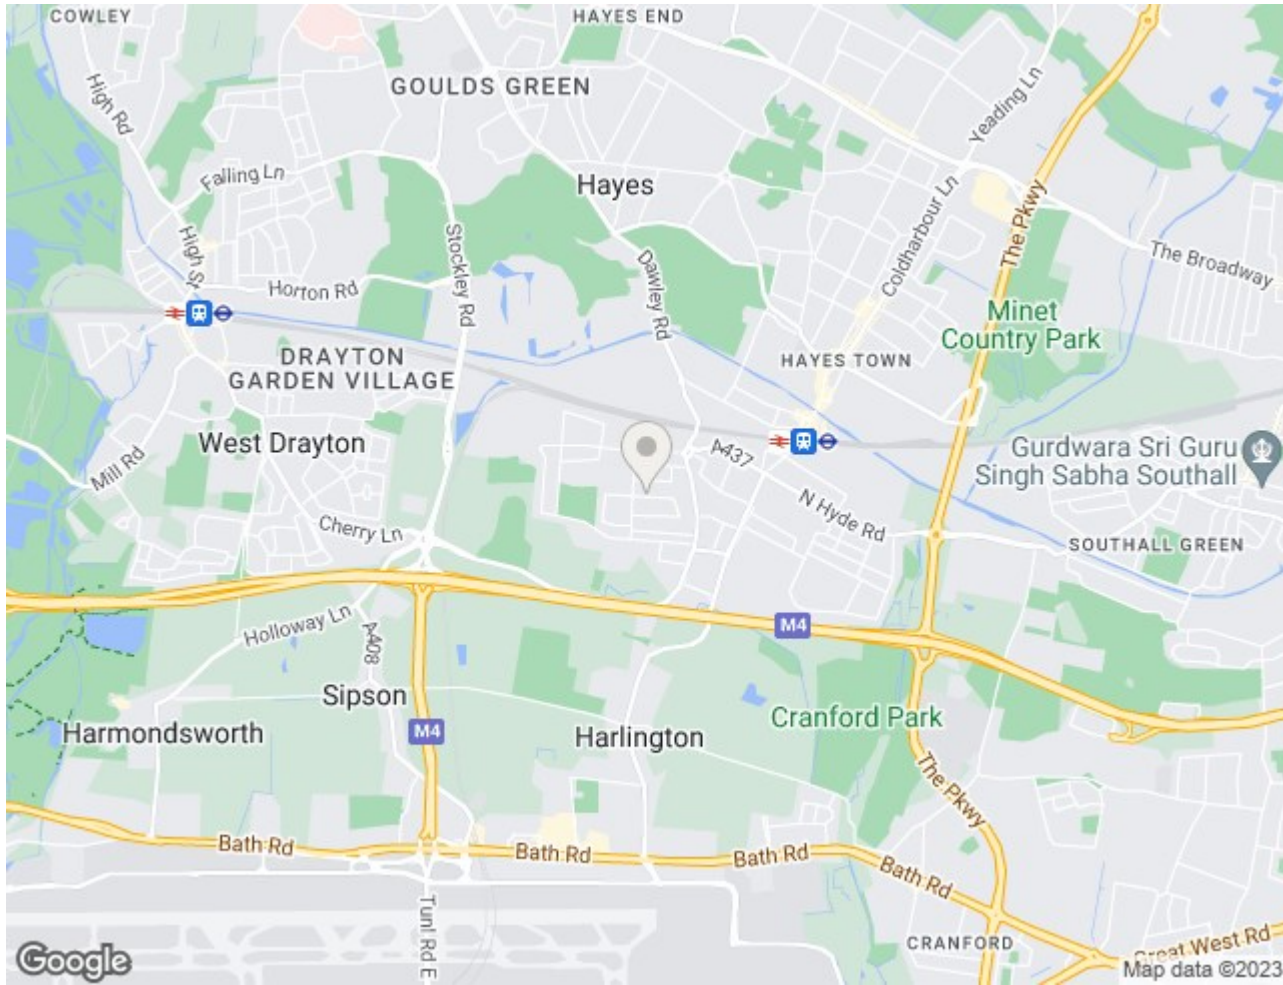 COWLEY
HAYES END
High Rd
GOULDS GREEN
Yeading Ln
Falling Ln
Hayes
Coldharbour Ln
The Pkwy
High St
Stockley Rd
Dawley Rd
The Broadway
Horton Rd
Minet
Country Park
DRAYTON
GARDEN VILLAGE
HAYES TOWN
West Drayton
A437
Gurdwara Sri Guru
Singh Sabha Southall
Mill Rd
N Hyde Rd
Cherry Ln
SOUTHALL GREEN
Holloway Ln
M4
A408
Sipson
Cranford Park
Harmondsworth
M4
Harlington
The Pkwy
Bath Rd
Bath Rd
Bath Rd
Bath Rd
Tunl Rd E
CRANFORD
Great West Rd
Google
Map data ©2023